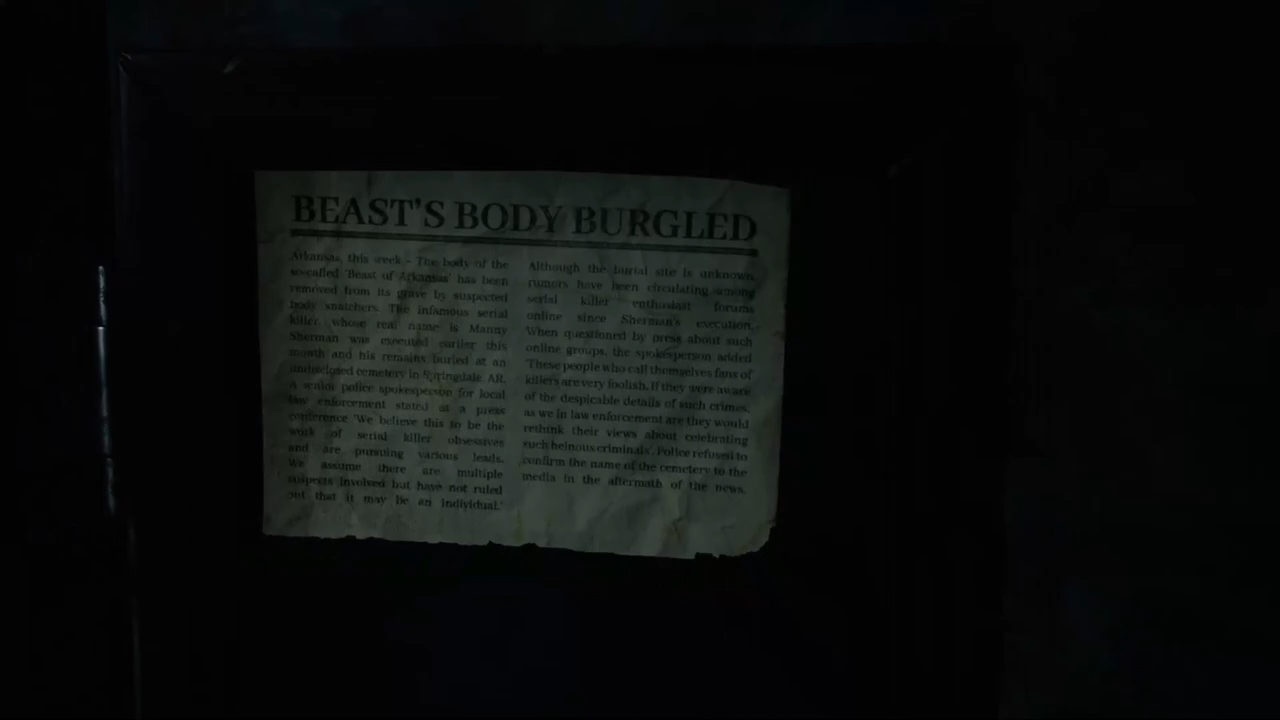 BEAST'S BODY BURGLED
Arkansas, this week - The body of the
so-called 'Beast of Arkansas' has been
removed from its grave by suspected
body snatchers. The infamous serial
killer, whose real name is Manny
Sherman was executed earlier this
month and his remains buried at an
undisclosed cemetery in Springdale, AR.
A senior police spokesperson for local
law enforcement stated at a press
conference 'We believe this to be the
work of serial killer obsessives
and are pursuing various leads.
We assume there are multiple
suspects involved but have not ruled
out that it may be an individual.'
Although the burial site is unknown,
rumors have been circulating among
serial killer enthusiast forums
online since Sherman's execution.
When questioned by press about such
online groups, the spokesperson added
'These people who call themselves fans of
killers are very foolish. If they were aware
of the despicable details of such crimes,
as we in law enforcement are they would
rethink their views about celebrating
such heinous criminals'. Police refused to
confirm the name of the cemetery to the
media in the aftermath of the news.